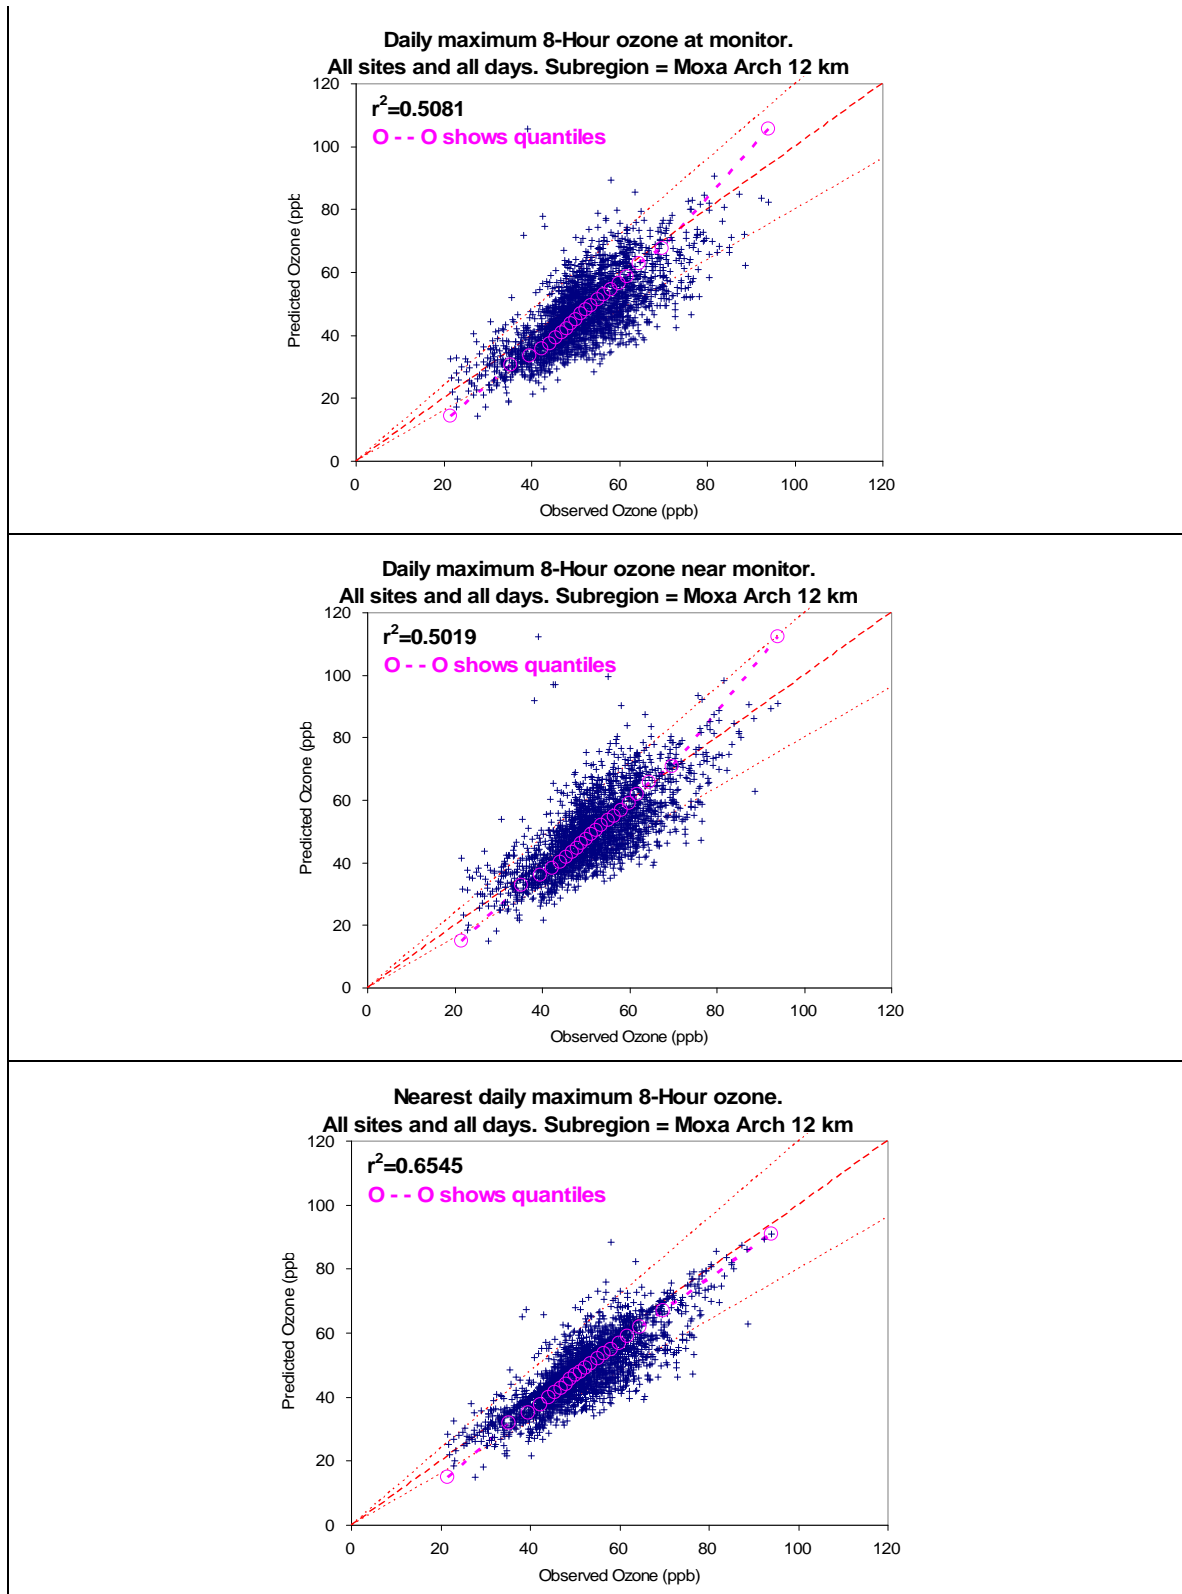 Daily maximum 8-Hour ozone at monitor.
All sites and all days. Subregion = Moxa Arch 12 km
r²=0.5081
O - - O shows quantiles
120
100
80
60
40
20
0
Predicted Ozone (ppb
0 20 40 60 80 100 120
Observed Ozone (ppb)
Daily maximum 8-Hour ozone near monitor.
All sites and all days. Subregion = Moxa Arch 12 km
r²=0.5019
O - - O shows quantiles
120
100
80
60
40
20
0
Predicted Ozone (ppb
0 20 40 60 80 100 120
Observed Ozone (ppb)
Nearest daily maximum 8-Hour ozone.
All sites and all days. Subregion = Moxa Arch 12 km
r²=0.6545
O - - O shows quantiles
120
100
80
60
40
20
0
Predicted Ozone (ppb
0 20 40 60 80 100 120
Observed Ozone (ppb)